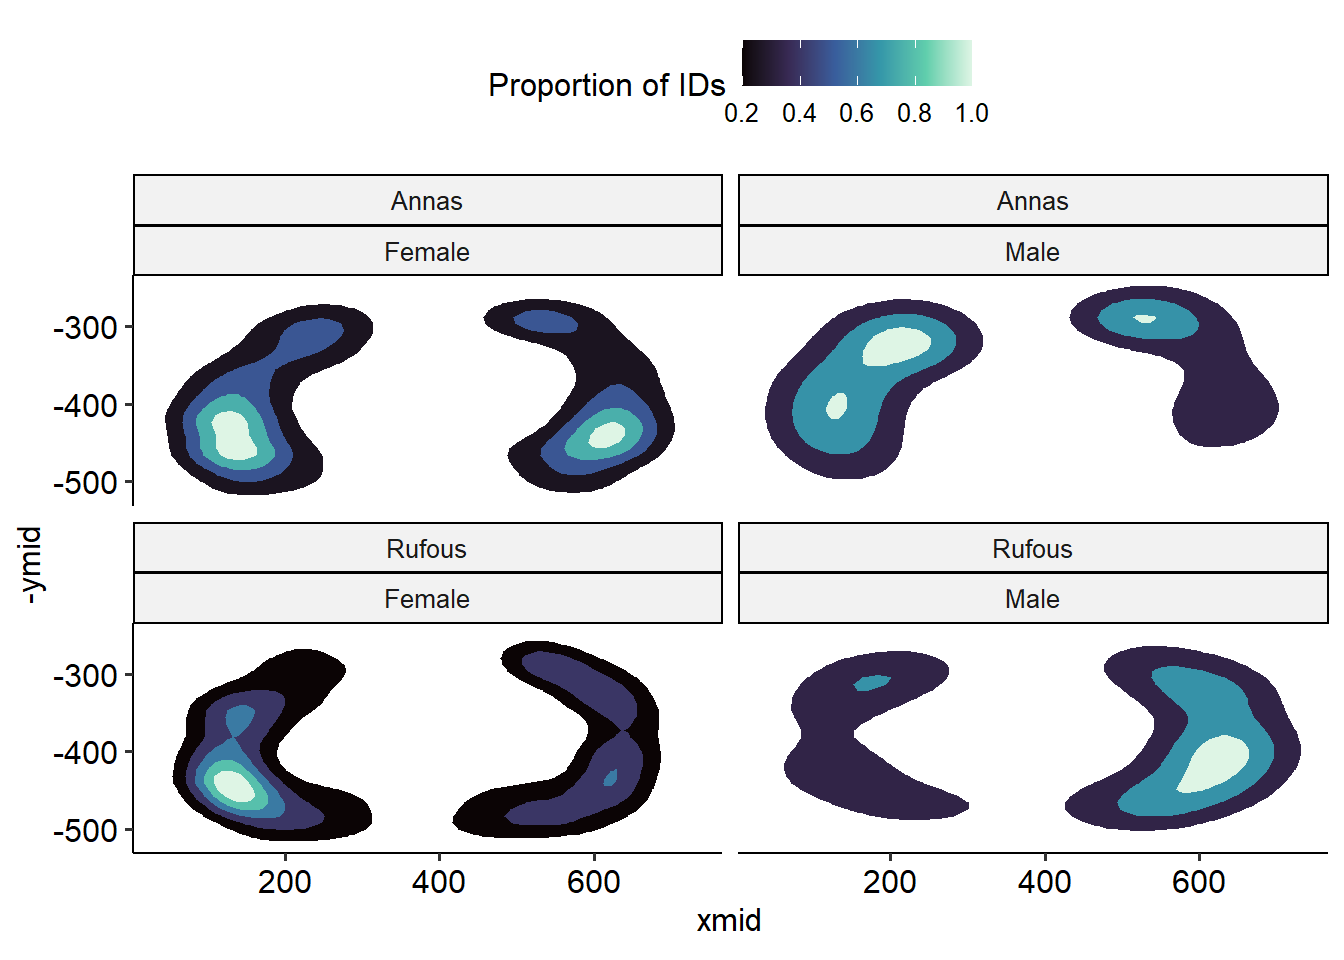 Proportion of IDs
0.2 0.4 0.6 0.8 1.0
Annas Annas
Female Male
-300
-400
-500
Rufous Rufous
Female Male
-ymid
-300
-400
-500
200 400 600 200 400 600
xmid